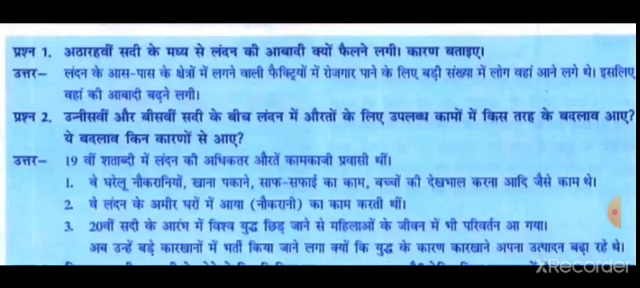 प्रश्न 1. अठारहवीं सदी के मध्य से लंदन की आबादी क्यों फैलने लगी। कारण बताइए।
उत्तर– लंदन के आस-पास के क्षेत्रों में लगने वाली फैक्ट्रियों में रोजगार पाने के लिए बड़ी संख्या में लोग वहां आने लगे थे। इसलिए
वहां की आबादी बढ़ने लगी।
प्रश्न 2. उन्नीसवीं और बीसवीं सदी के बीच लंदन में औरतों के लिए उपलब्ध कामों में किस तरह के बदलाव आए?
ये बदलाव किन कारणों से आए?
उत्तर– 19 वीं शताब्दी में लंदन की अधिकतर औरतें कामकाजी प्रवासी थीं।
1. वे घरेलू नौकरानियों, खाना पकाने, साफ-सफाई का काम, बच्चों की देखभाल करना आदि जैसे काम थे।
2. वे लंदन के अमीर घरों में आया (नौकरानी) का काम करती थीं।
3. 20वीं सदी के आरंभ में विश्व युद्ध छिड़ जाने से महिलाओं के जीवन में भी परिवर्तन आ गया।
अब उन्हें बड़े कारखानों में भर्ती किया जाने लगा क्योंकि युद्ध के कारण कारखाने अपना उत्पादन बढ़ा रहे थे।
XRecorder